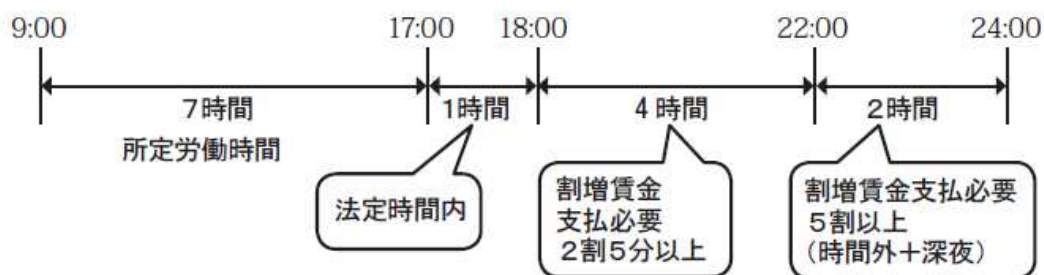 9:00 17:00 18:00 22:00 24:00
7時間 1時間 4時間 2時間
所定労働時間
法定時間内
割増賃金
支払必要
2割5分以上
割増賃金支払必要
5割以上
(時間外+深夜)